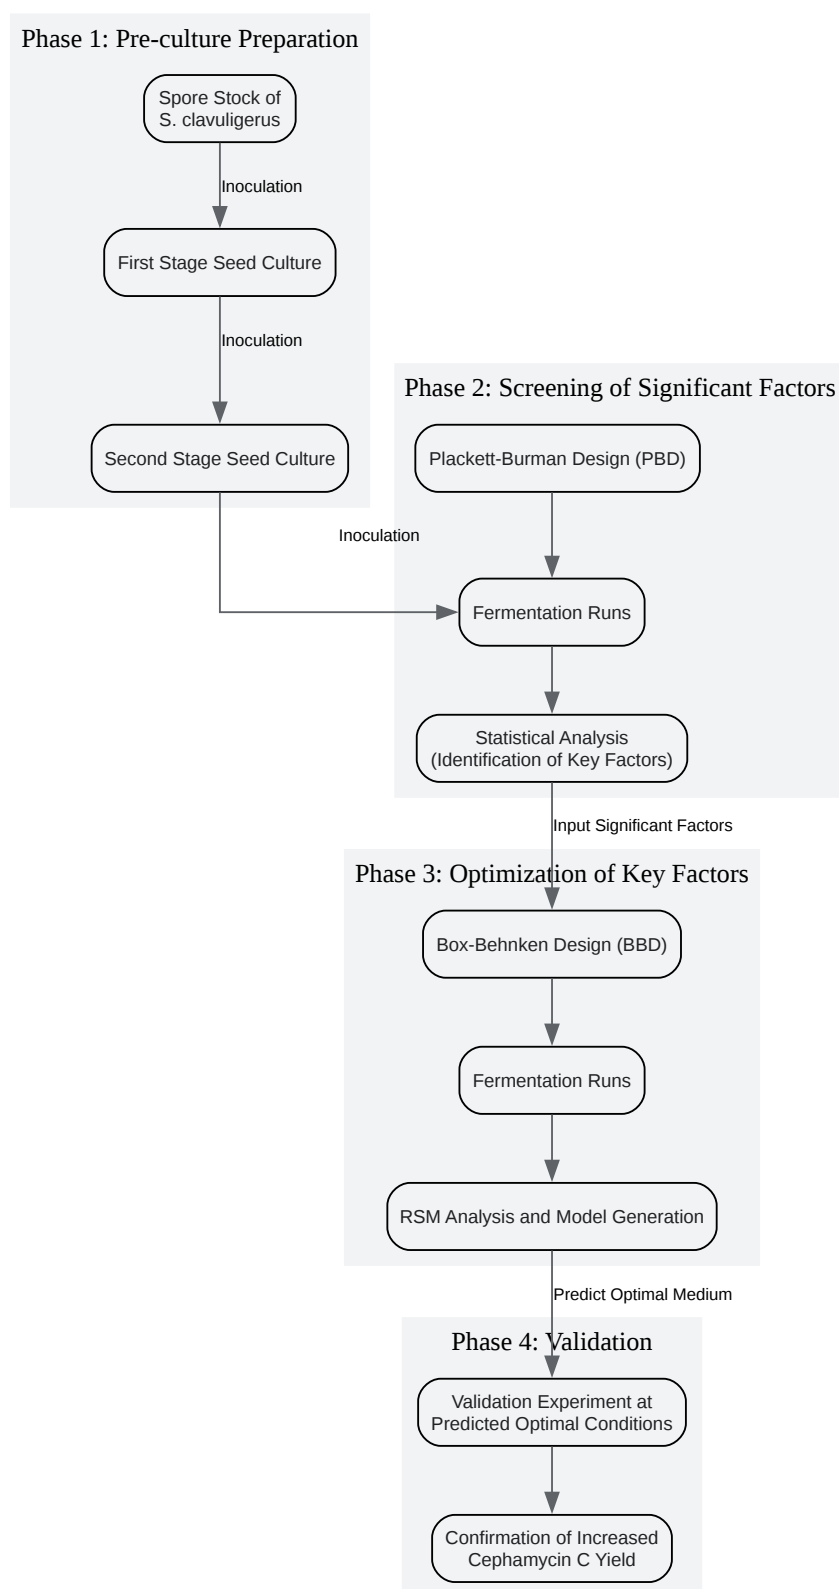 Phase 1: Pre-culture Preparation
Spore Stock of
S. clavuligerus
Inoculation
First Stage Seed Culture
Inoculation
Second Stage Seed Culture
Phase 2: Screening of Significant Factors
Plackett-Burman Design (PBD)
Inoculation
Fermentation Runs
Statistical Analysis
(Identification of Key Factors)
Input Significant Factors
Phase 3: Optimization of Key Factors
Box-Behnken Design (BBD)
Fermentation Runs
RSM Analysis and Model Generation
Predict Optimal Medium
Phase 4: Validation
Validation Experiment at
Predicted Optimal Conditions
Confirmation of Increased
Cephamycin C Yield